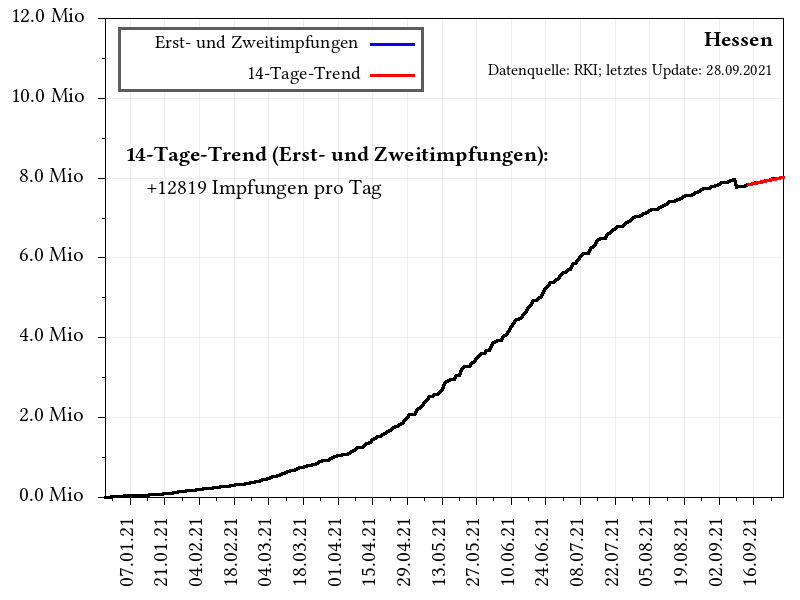 12.0 Mio
10.0 Mio
8.0 Mio
6.0 Mio
4.0 Mio
2.0 Mio
0.0 Mio
Erst- und Zweitimpfungen
14-Tage-Trend
Hessen
Datenquelle: RKI; letztes Update: 28.09.2021
14-Tage-Trend (Erst- und Zweitimpfungen):
+12819 Impfungen pro Tag
07.01.21
21.01.21
04.02.21
18.02.21
04.03.21
18.03.21
01.04.21
15.04.21
29.04.21
13.05.21
27.05.21
10.06.21
24.06.21
08.07.21
22.07.21
05.08.21
19.08.21
02.09.21
16.09.21